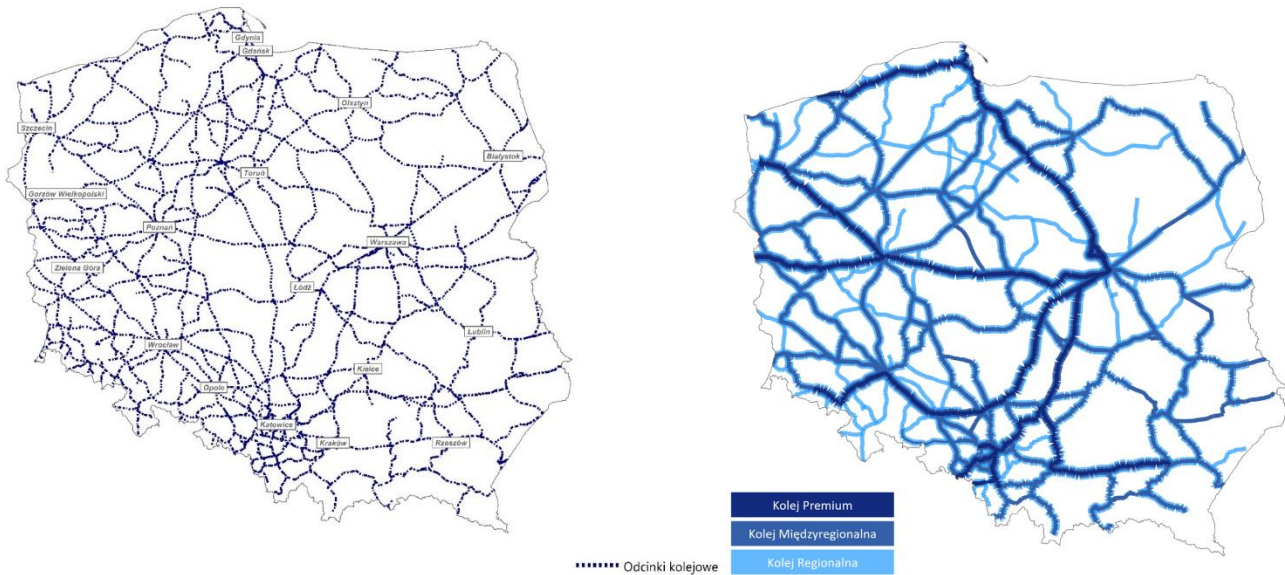 Gdynia
Gdańsk
Olsztyn
Szczecin
Białystok
Toruń
Gorzów Wielkopolski
Poznań
Warszawa
Zielona Góra
Łódź
Lublin
Wrocław
Kielce
Opole
Katowice
Kraków
Rzeszów
Odcinki kolejowe
Kolej Premium
Kolej Międzyregionalna
Kolej Regionalna